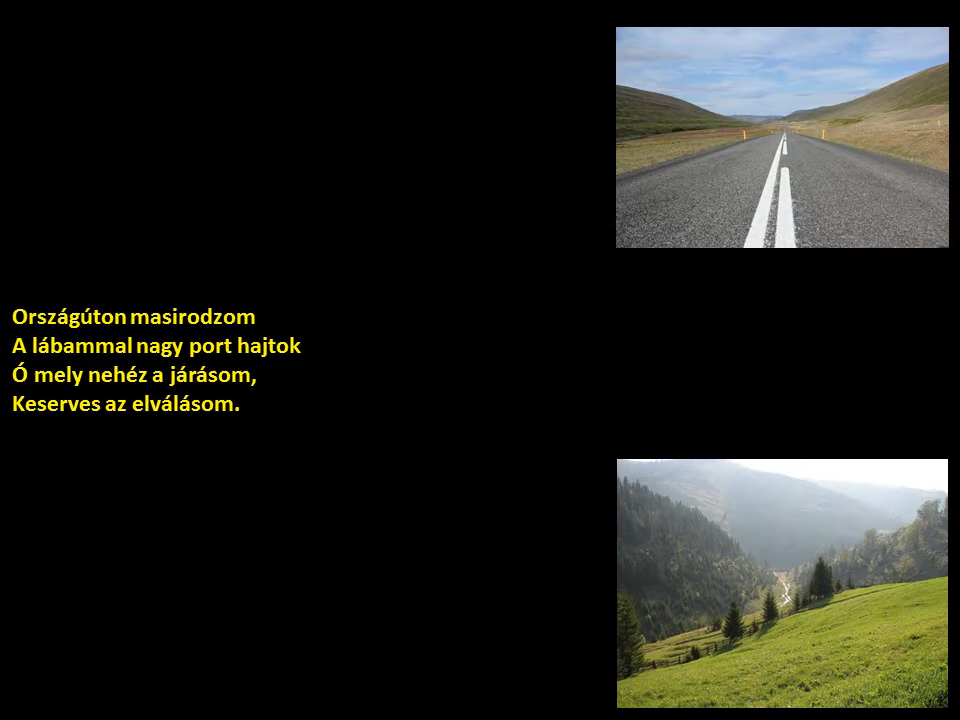 Országúton masirodzom
A lábammal nagy port hajtok
Ó mely nehéz a járásom,
Keserves az elválásom.